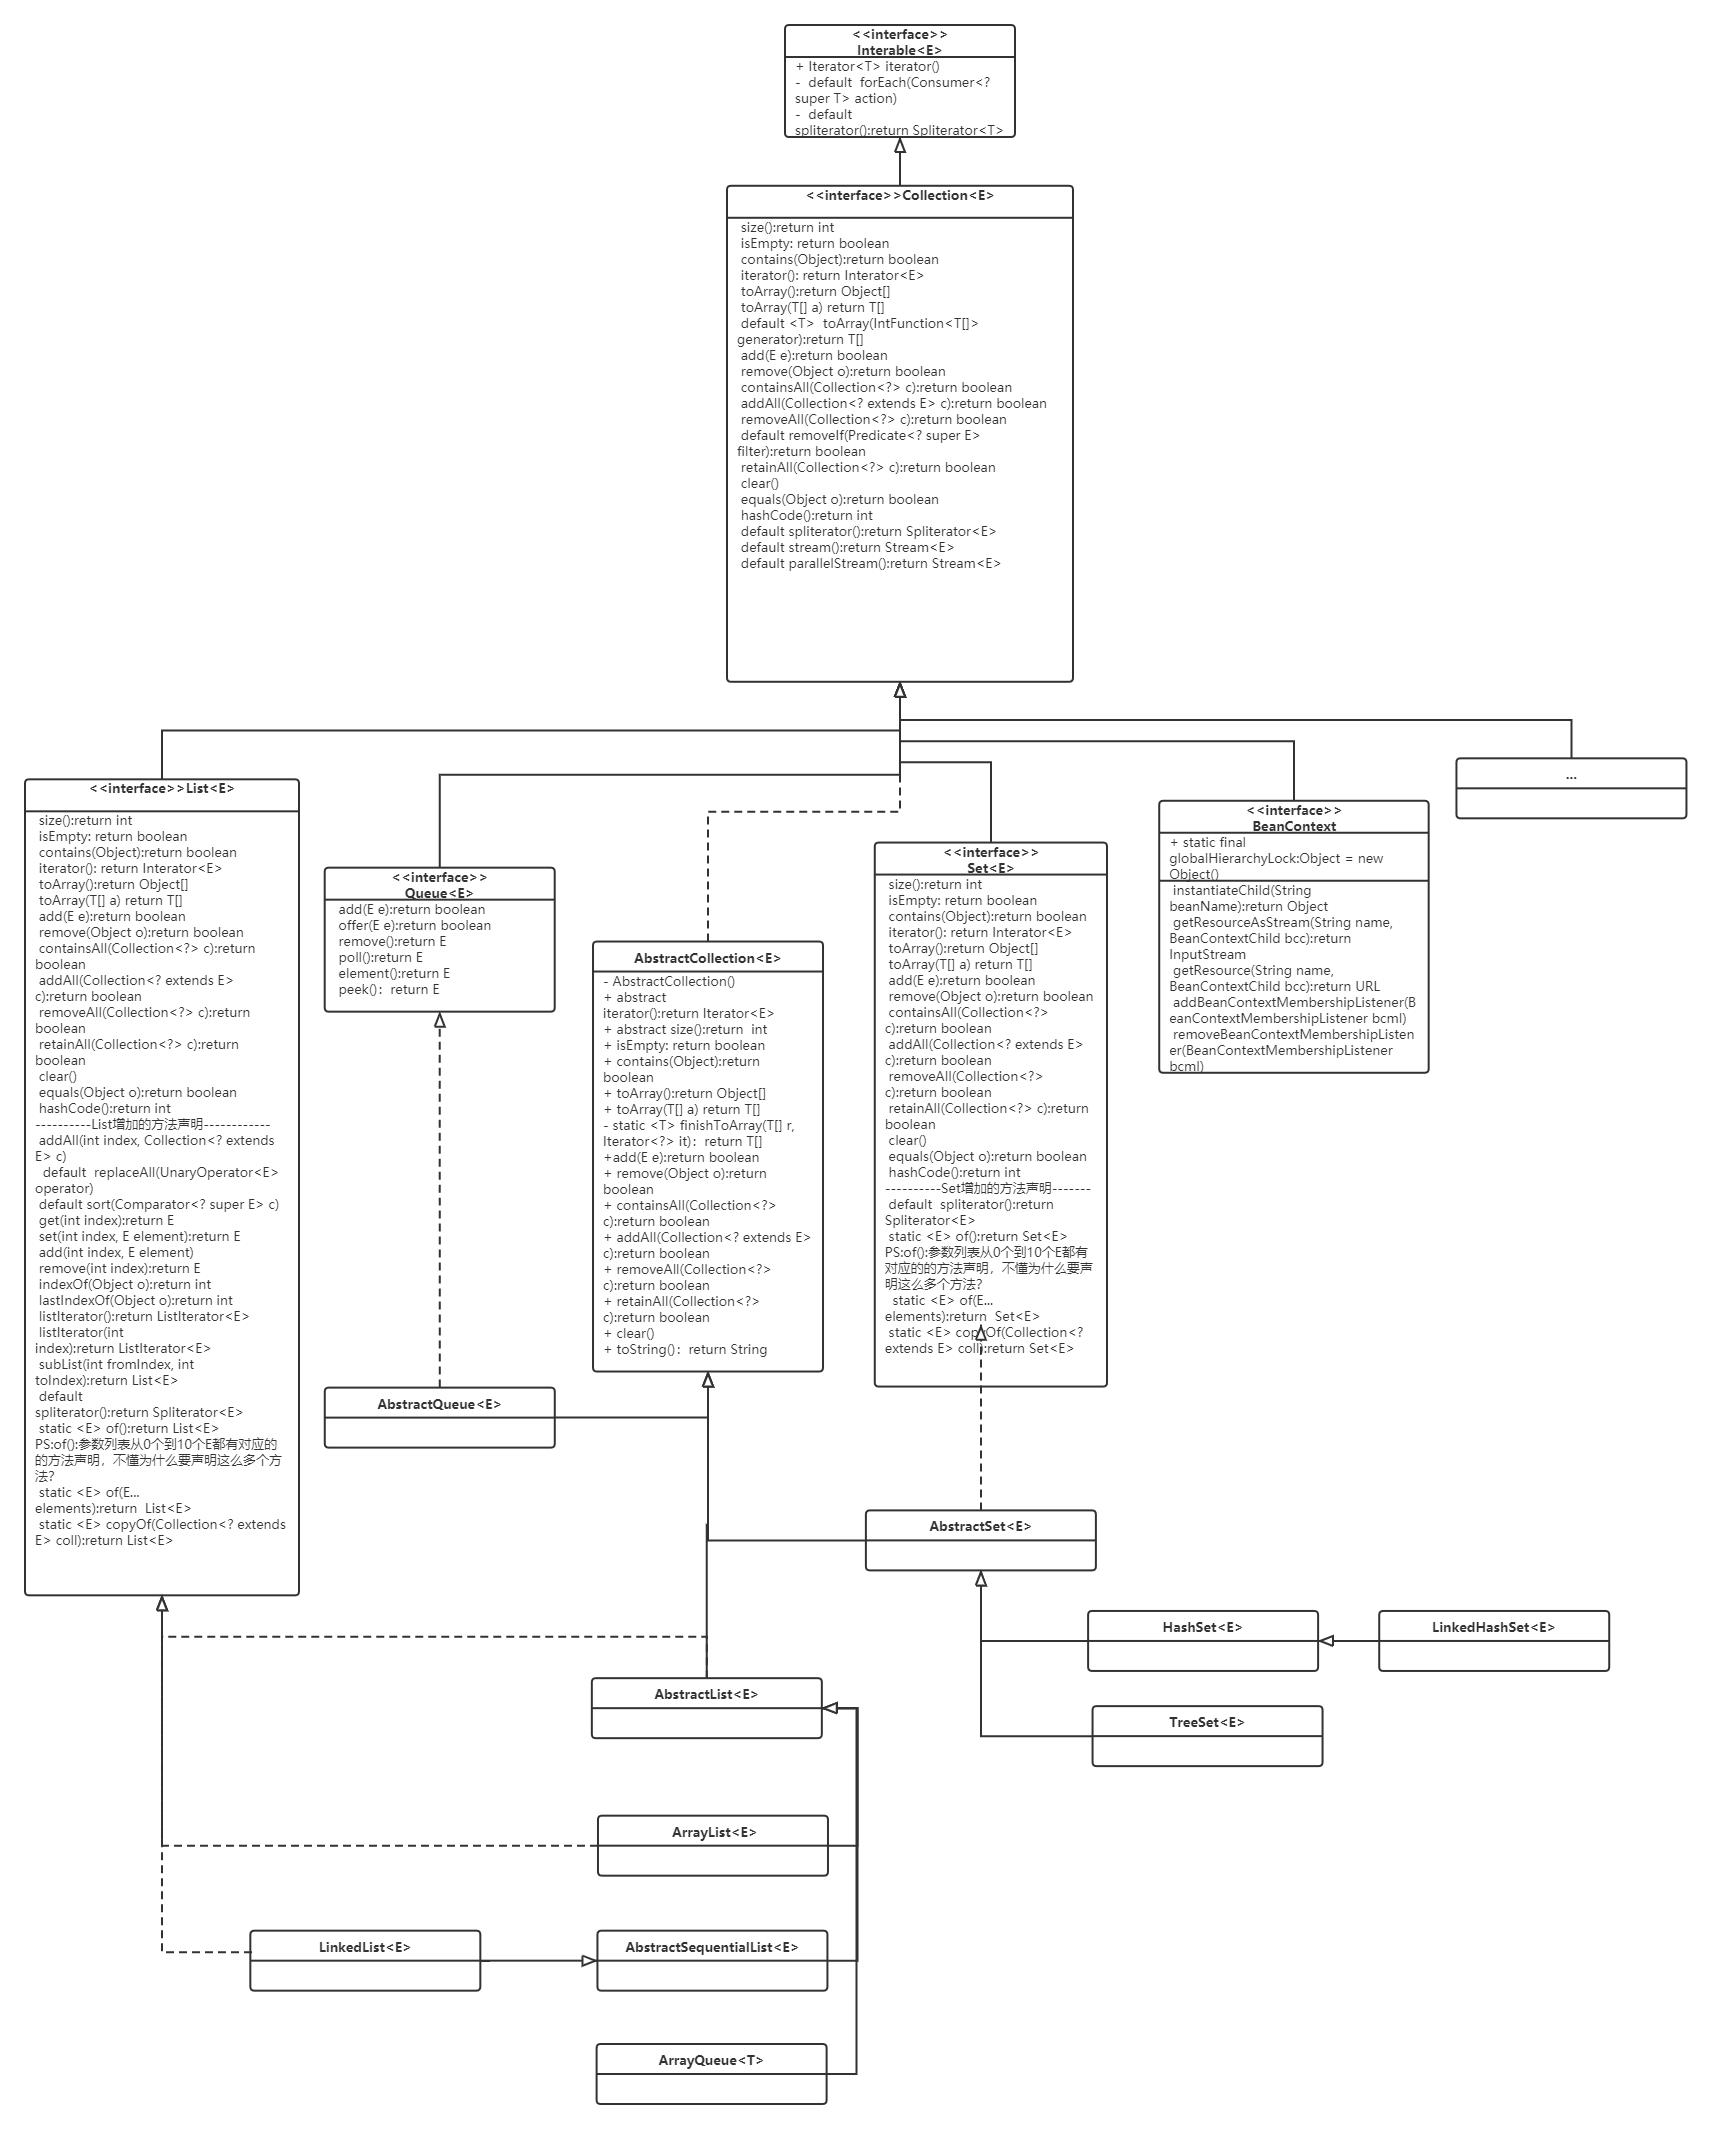 <<interface>>
Interable<E>
+ Iterator<T> iterator()
-  default  forEach(Consumer<?
super T> action)
-  default
spliterator():return Spliterator<T>
<<interface>>Collection<E>
size():return int
isEmpty: return boolean
contains(Object):return boolean
iterator(): return Interator<E>
toArray():return Object[]
toArray(T[] a) return T[]
default <T>  toArray(IntFunction<T[]>
generator):return T[]
add(E e):return boolean
remove(Object o):return boolean
containsAll(Collection<?> c):return boolean
addAll(Collection<? extends E> c):return boolean
removeAll(Collection<?> c):return boolean
default removeIf(Predicate<? super E>
filter):return boolean
retainAll(Collection<?> c):return boolean
clear()
equals(Object o):return boolean
hashCode():return int
default spliterator():return Spliterator<E>
default stream():return Stream<E>
default parallelStream():return Stream<E>
<<interface>>List<E>
size():return int
isEmpty: return boolean
contains(Object):return boolean
iterator(): return Interator<E>
toArray():return Object[]
toArray(T[] a) return T[]
add(E e):return boolean
remove(Object o):return boolean
containsAll(Collection<?> c):return
boolean
addAll(Collection<? extends E>
c):return boolean
removeAll(Collection<?> c):return
boolean
retainAll(Collection<?> c):return
boolean
clear()
equals(Object o):return boolean
hashCode():return int
----------List增加的方法声明------------
addAll(int index, Collection<? extends
E> c)
default  replaceAll(UnaryOperator<E>
operator)
default sort(Comparator<? super E> c)
get(int index):return E
set(int index, E element):return E
add(int index, E element)
remove(int index):return E
indexOf(Object o):return int
lastIndexOf(Object o):return int
listIterator():return ListIterator<E>
listIterator(int
index):return ListIterator<E>
subList(int fromIndex, int
toIndex):return List<E>
default
spliterator():return Spliterator<E>
static <E> of():return List<E>
PS:of():参数列表从0个到10个E都有对应的
的方法声明，不懂为什么要声明这么多个方
法？
static <E> of(E...
elements):return  List<E>
static <E> copyOf(Collection<? extends
E> coll):return List<E>
<<interface>>
Queue<E>
add(E e):return boolean
offer(E e):return boolean
remove():return E
poll():return E
element():return E
peek()：return E
AbstractCollection<E>
- AbstractCollection()
+ abstract
iterator():return Iterator<E>
+ abstract size():return  int
+ isEmpty: return boolean
+ contains(Object):return
boolean
+ toArray():return Object[]
+ toArray(T[] a) return T[]
- static <T> finishToArray(T[] r,
Iterator<?> it)：return T[]
+add(E e):return boolean
+ remove(Object o):return
boolean
+ containsAll(Collection<?>
c):return boolean
+ addAll(Collection<? extends E>
c):return boolean
+ removeAll(Collection<?>
c):return boolean
+ retainAll(Collection<?>
c):return boolean
+ clear()
+ toString()：return String
<<interface>>
Set<E>
size():return int
isEmpty: return boolean
contains(Object):return boolean
iterator(): return Interator<E>
toArray():return Object[]
toArray(T[] a) return T[]
add(E e):return boolean
remove(Object o):return boolean
containsAll(Collection<?>
c):return boolean
addAll(Collection<? extends E>
c):return boolean
removeAll(Collection<?>
c):return boolean
retainAll(Collection<?> c):return
boolean
clear()
equals(Object o):return boolean
hashCode():return int
----------Set增加的方法声明-------
default  spliterator():return
Spliterator<E>
static <E> of():return Set<E>
PS:of():参数列表从0个到10个E都有
对应的的方法声明，不懂为什么要声
明这么多个方法？
static <E> of(E...
elements):return  Set<E>
static <E> copyOf(Collection<?
extends E> coll):return Set<E>
<<interface>>
BeanContext
+ static final
globalHierarchyLock:Object = new
Object()
instantiateChild(String
beanName):return Object
getResourceAsStream(String name,
BeanContextChild bcc):return
InputStream
getResource(String name,
BeanContextChild bcc):return URL
addBeanContextMembershipListener(B
eanContextMembershipListener bcml)
removeBeanContextMembershipListen
er(BeanContextMembershipListener
bcml)
...
AbstractQueue<E>
AbstractSet<E>
HashSet<E>
LinkedHashSet<E>
TreeSet<E>
AbstractList<E>
ArrayList<E>
LinkedList<E>
AbstractSequentialList<E>
ArrayQueue<T>